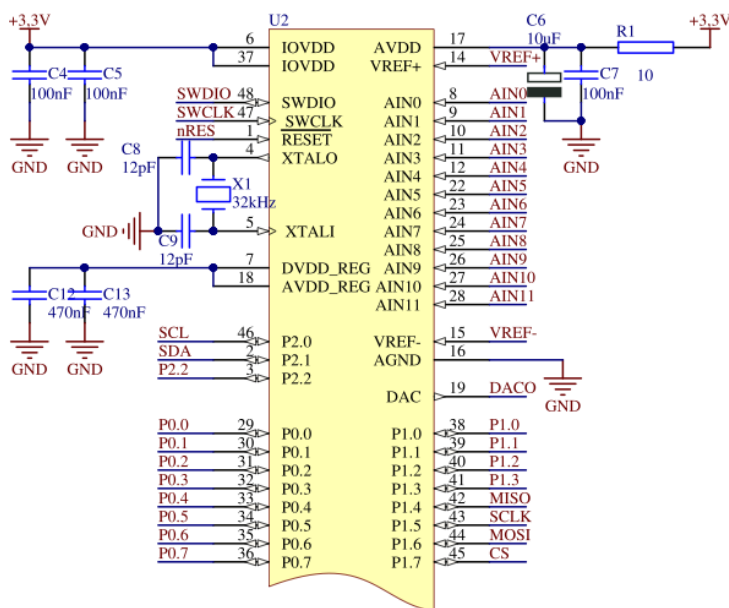 U2
C6
10uF
+3,3V
R1
+3,3V
6
IOVDD
AVDD
17
37
IOVDD
VREF+
14
VREF+
C4
100nF
C5
100nF
C7
100nF
10
SWDIO
48
SWDIO
AIN0
8
AIN0
SWCLK
47
SWCLK
AIN1
9
AIN1
nRES
1
RESET
AIN2
10
AIN2
C8
12pF
4
XTALO
AIN3
11
AIN3
AIN4
12
AIN4
GND
GND
GND
X1
32kHz
AIN5
22
AIN5
AIN6
23
AIN6
GND
C9
12pF
5
XTALI
AIN7
24
AIN7
AIN8
25
AIN8
7
DVDD_REG
AIN9
26
AIN9
18
AVDD_REG
AIN10
27
AIN10
C12
470nF
C13
470nF
AIN11
28
AIN11
SCL
46
P2.0
VREF-
15
VREF-
SDA
2
P2.1
AGND
16
P2.2
3
P2.2
GND
GND
GND
DAC
19
DACO
P0.0
29
P0.0
P1.0
38
P1.0
P0.1
30
P0.1
P1.1
39
P1.1
P0.2
31
P0.2
P1.2
40
P1.2
P0.3
32
P0.3
P1.3
41
P1.3
P0.4
33
P0.4
P1.4
42
MISO
P0.5
34
P0.5
P1.5
43
SCLK
P0.6
35
P0.6
P1.6
44
MOSI
P0.7
36
P0.7
P1.7
45
CS